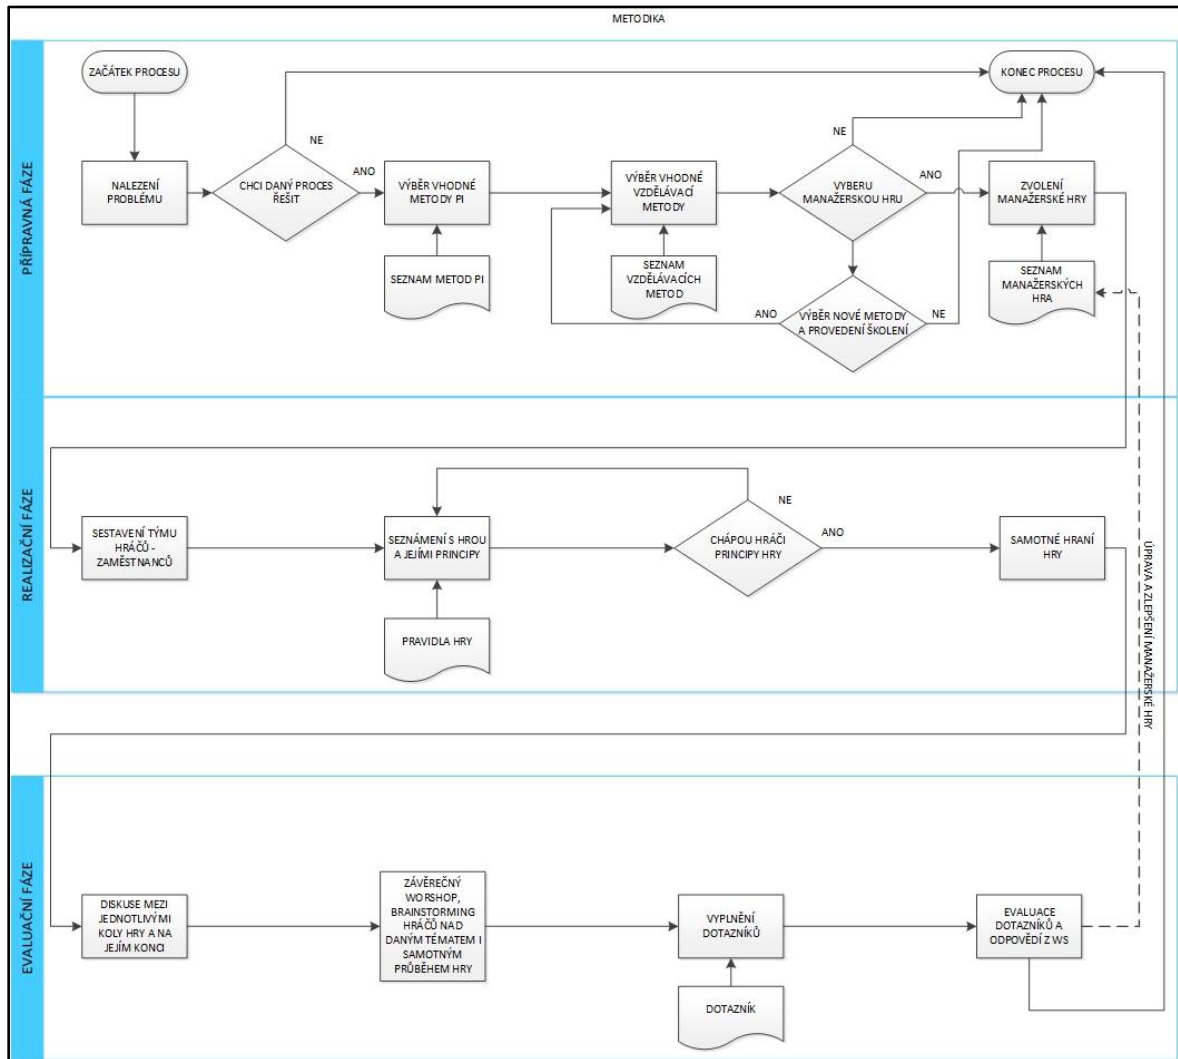 METODIKA
PŘÍPRAVNÁ FÁZE
ZAČÁTEK PROCESU
KONEC PROCESU
NE
NE
ANO
ANO
NALEZENÍ
PROBLÉMU
CHCI DANÝ PROCES
ŘEŠIT
VÝBĚR VHODNÉ
METODY PI
VÝBĚR VHODNÉ
VZDĚLÁVACÍ
METODY
VYBERU
MANAŽERSKOU HRU
ZVOLENÍ
MANAŽERSKÉ HRY
SEZNAM METOD PI
SEZNAM
VZDĚLÁVACÍCH
METOD
SEZNAM
MANAŽERSKÝCH
HRA
ANO
VÝBĚR NOVÉ METODY
A PROVEDENÍ ŠKOLENÍ
NE
REALIZAČNÍ FÁZE
NE
SESTAVENÍ TÝMU
HRÁČŮ -
ZAMĚSTNANCŮ
SEZNÁMENÍ S HROU
A JEJÍMI PRINCIPY
CHÁPOU HRÁČI
PRINCIPY HRY
ANO
SAMOTNÉ HRANÍ
HRY
PRAVIDLA HRY
ÚPRAVA A ZLEPŠENÍ MANAŽERSKÉ HRY
EVALUAČNÍ FÁZE
DISKUSE MEZI
JEDNOTLIVÝMI
KOLY HRY A NA
JEJÍM KONCI
ZÁVĚREČNÝ
WORSHOP,
BRAINSTORMING
HRÁČŮ NAD
DANÝM TÉMATEM I
SAMOTNÝM
PRŮBĚHEM HRY
VYPLNĚNÍ
DOTAZNÍKŮ
EVALUACE
DOTAZNÍKŮ A
ODPOVĚDÍ Z WS
DOTAZNÍK